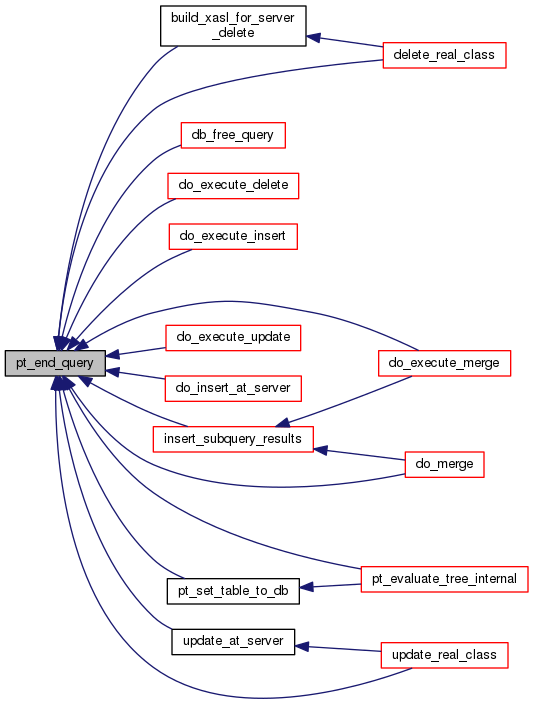 build_xasl_for_server
_delete
delete_real_class
db_free_query
do_execute_delete
do_execute_insert
do_execute_update
pt_end_query
do_execute_merge
do_insert_at_server
insert_subquery_results
do_merge
pt_evaluate_tree_internal
pt_set_table_to_db
update_at_server
update_real_class